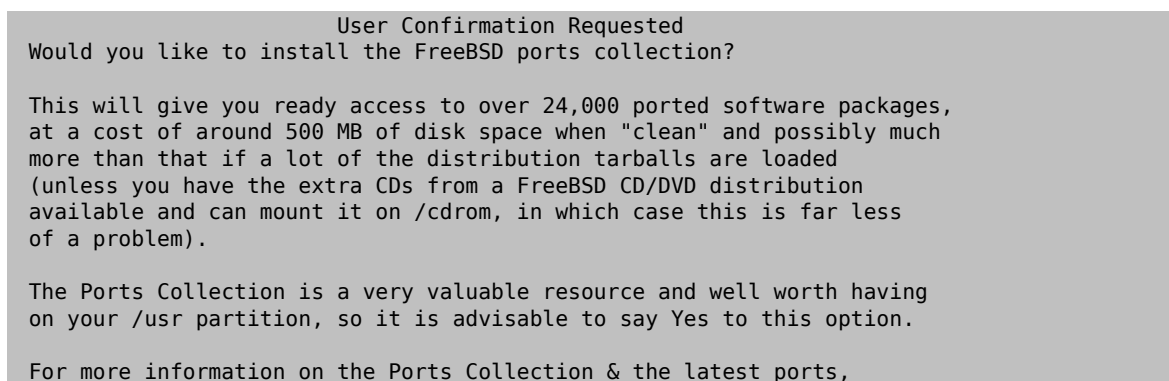 User Confirmation Requested
Would you like to install the FreeBSD ports collection?
This will give you ready access to over 24,000 ported software packages,
at a cost of around 500 MB of disk space when "clean" and possibly much
more than that if a lot of the distribution tarballs are loaded
(unless you have the extra CDs from a FreeBSD CD/DVD distribution
available and can mount it on /cdrom, in which case this is far less
of a problem).
The Ports Collection is a very valuable resource and well worth having
on your /usr partition, so it is advisable to say Yes to this option.
For more information on the Ports Collection & the latest ports,